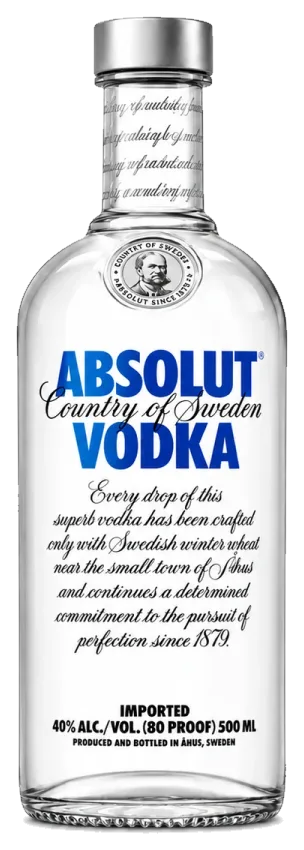 COUNTRY OF SWEDEN
ABSOLUT SINCE 1879
ABSOLUT®
Country of Sweden
VODKA
Every drop of this
superb vodka has been crafted
only with Swedish winter wheat
near the small town of Åhus
and continues a determined
commitment to the pursuit of
perfection since 1879.
IMPORTED
40% ALC./VOL. (80 PROOF) 500 ML
PRODUCED AND BOTTLED IN ÅHUS, SWEDEN